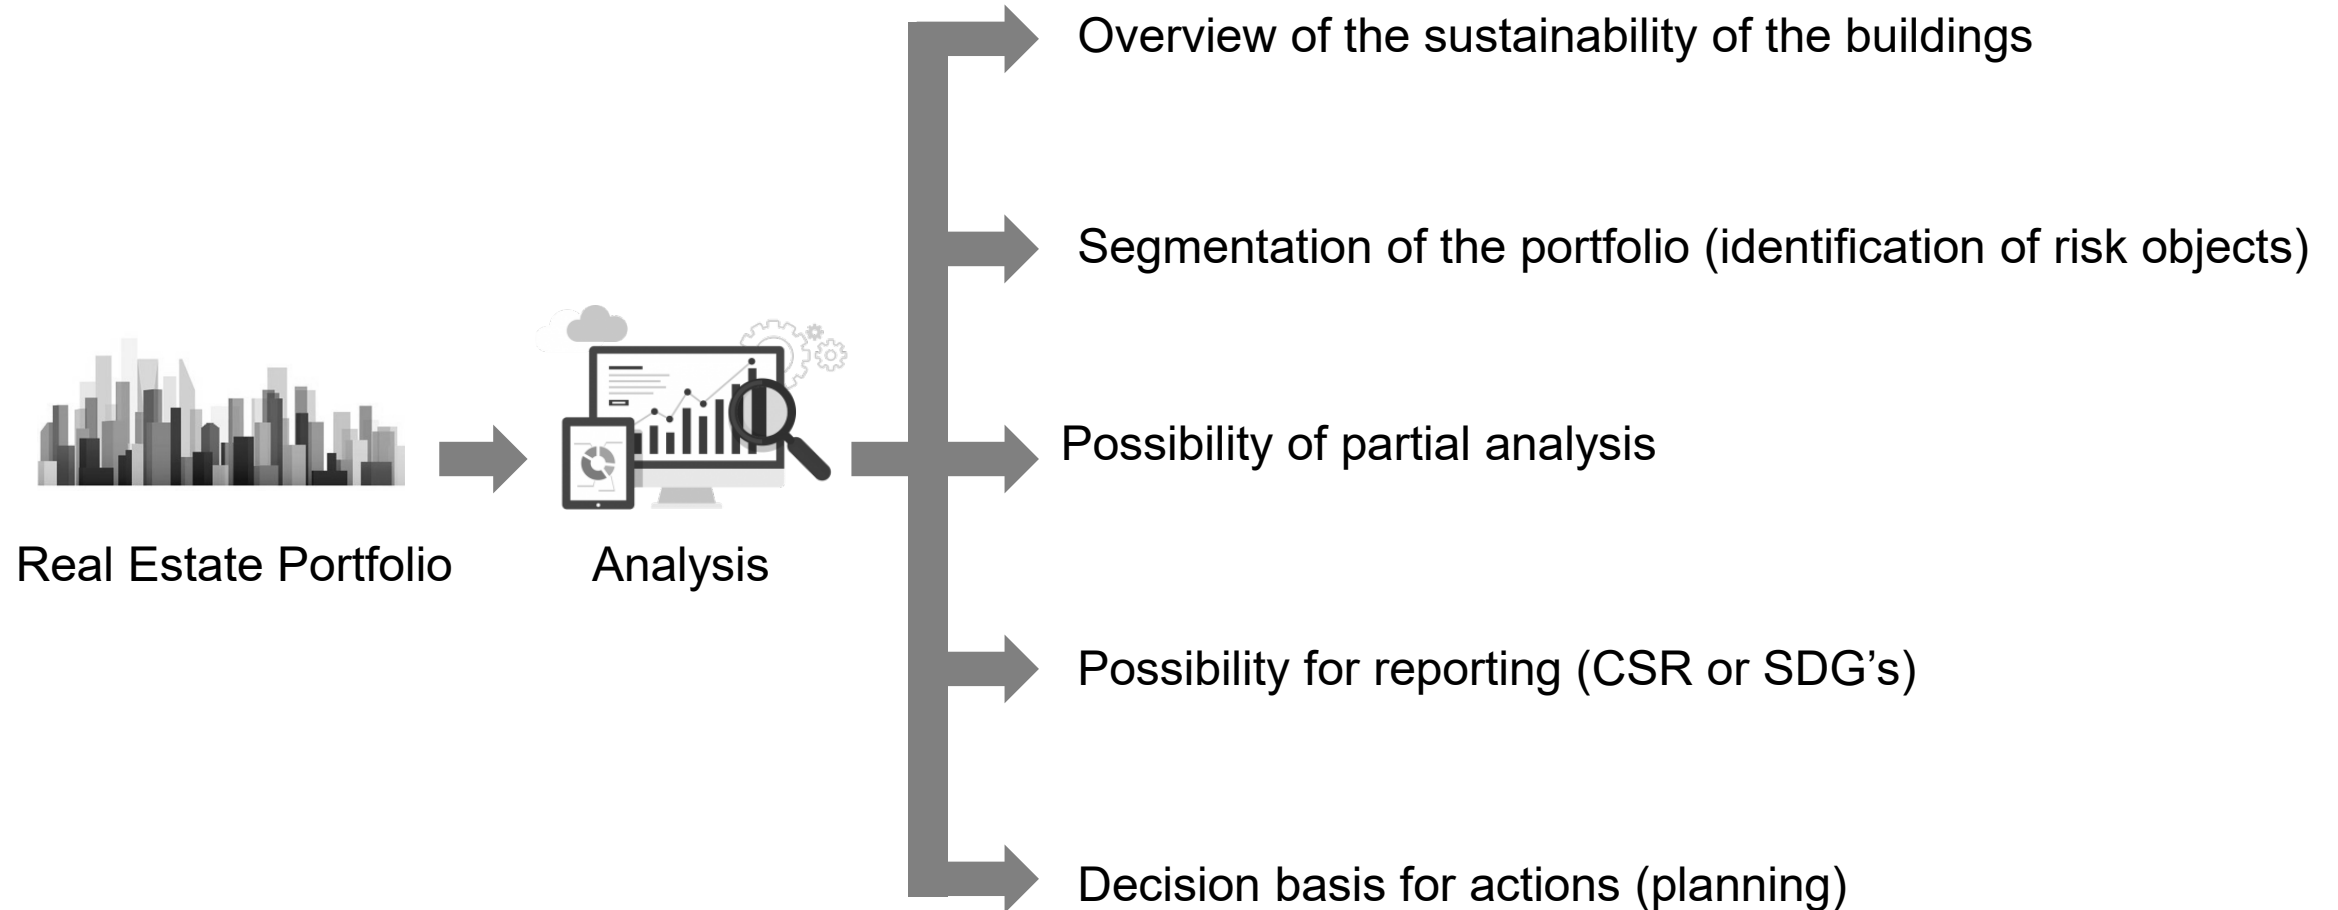 Overview of the sustainability of the buildings
Segmentation of the portfolio (identification of risk objects)
Possibility of partial analysis
Real Estate Portfolio
Analysis
Possibility for reporting (CSR or SDG’s)
Decision basis for actions (planning)